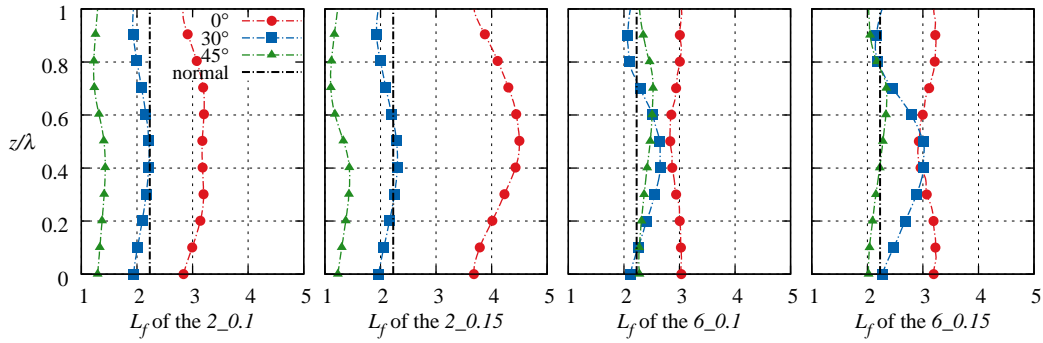 1
0.8
0.6
0.4
0.2
0
z/λ
0°
30°
45°
normal
1 2 3 4 5
1 2 3 4 5
1 2 3 4 5
1 2 3 4 5
L_f of the 2_0.1
L_f of the 2_0.15
L_f of the 6_0.1
L_f of the 6_0.15